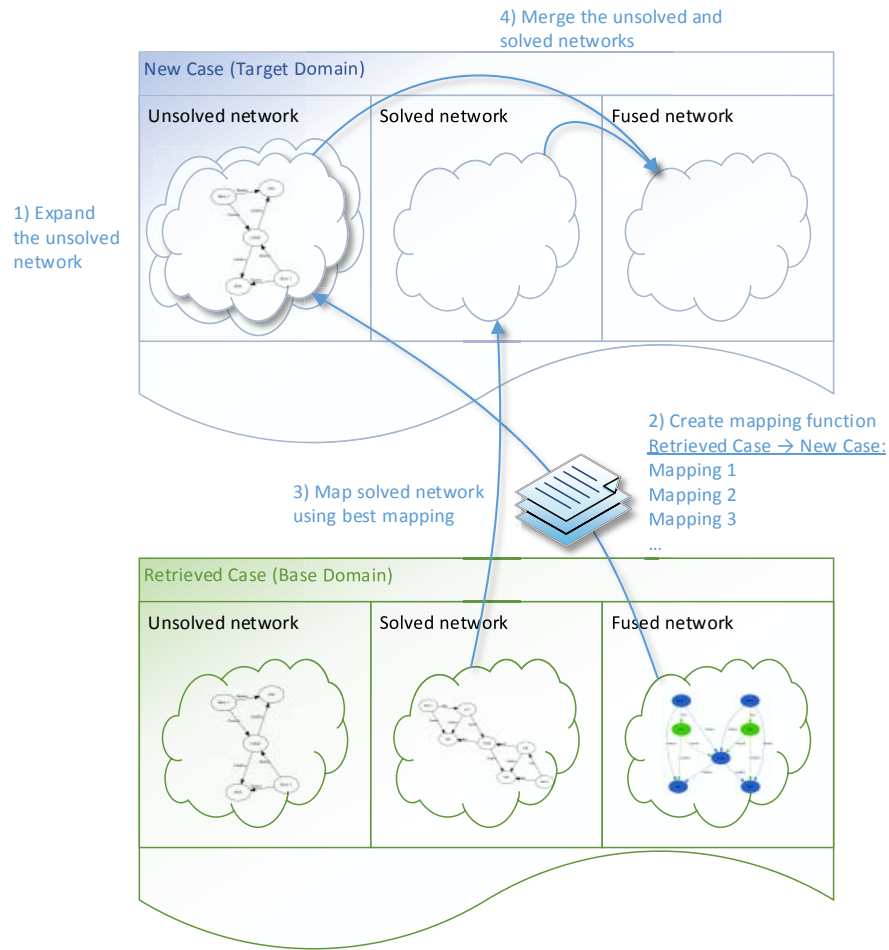 4) Merge the unsolved and
solved networks
New Case (Target Domain)
Unsolved network
Solved network
Fused network
1) Expand
the unsolved
network
2) Create mapping function
Retrieved Case → New Case:
Mapping 1
Mapping 2
Mapping 3
…
3) Map solved network
using best mapping
Retrieved Case (Base Domain)
Unsolved network
Solved network
Fused network